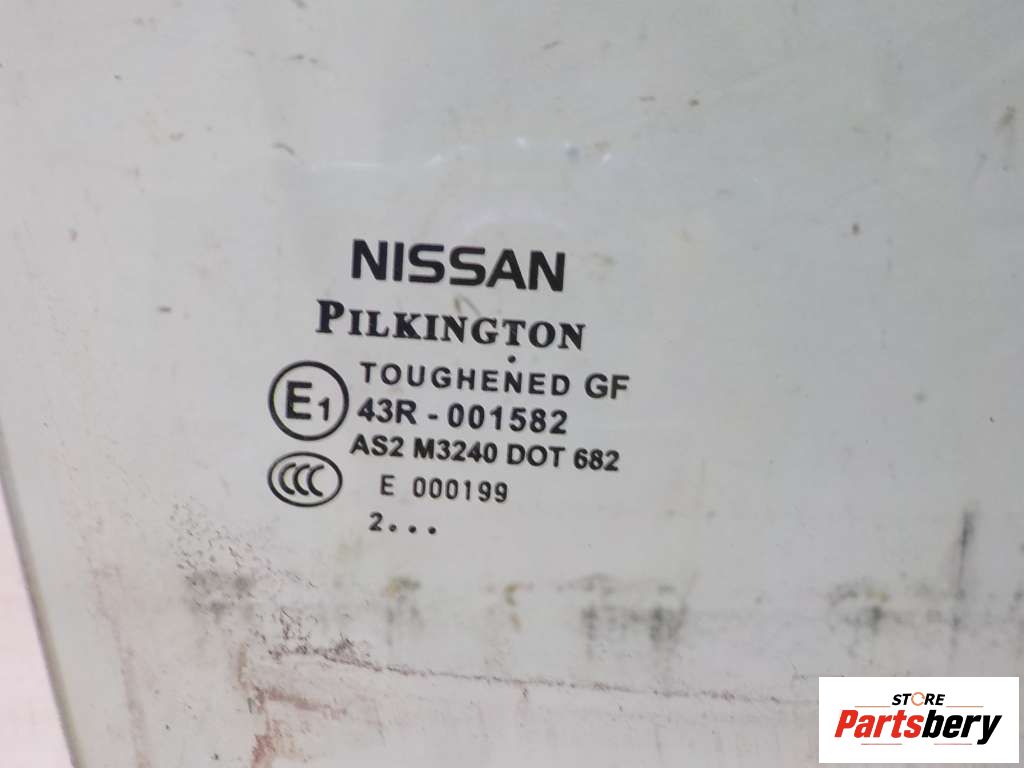 NISSAN
PILKINGTON
TOUGHENED GF
E1 43R - 001582
AS2 M3240 DOT 682
CCC E 000199
2...
STORE
Partsbery